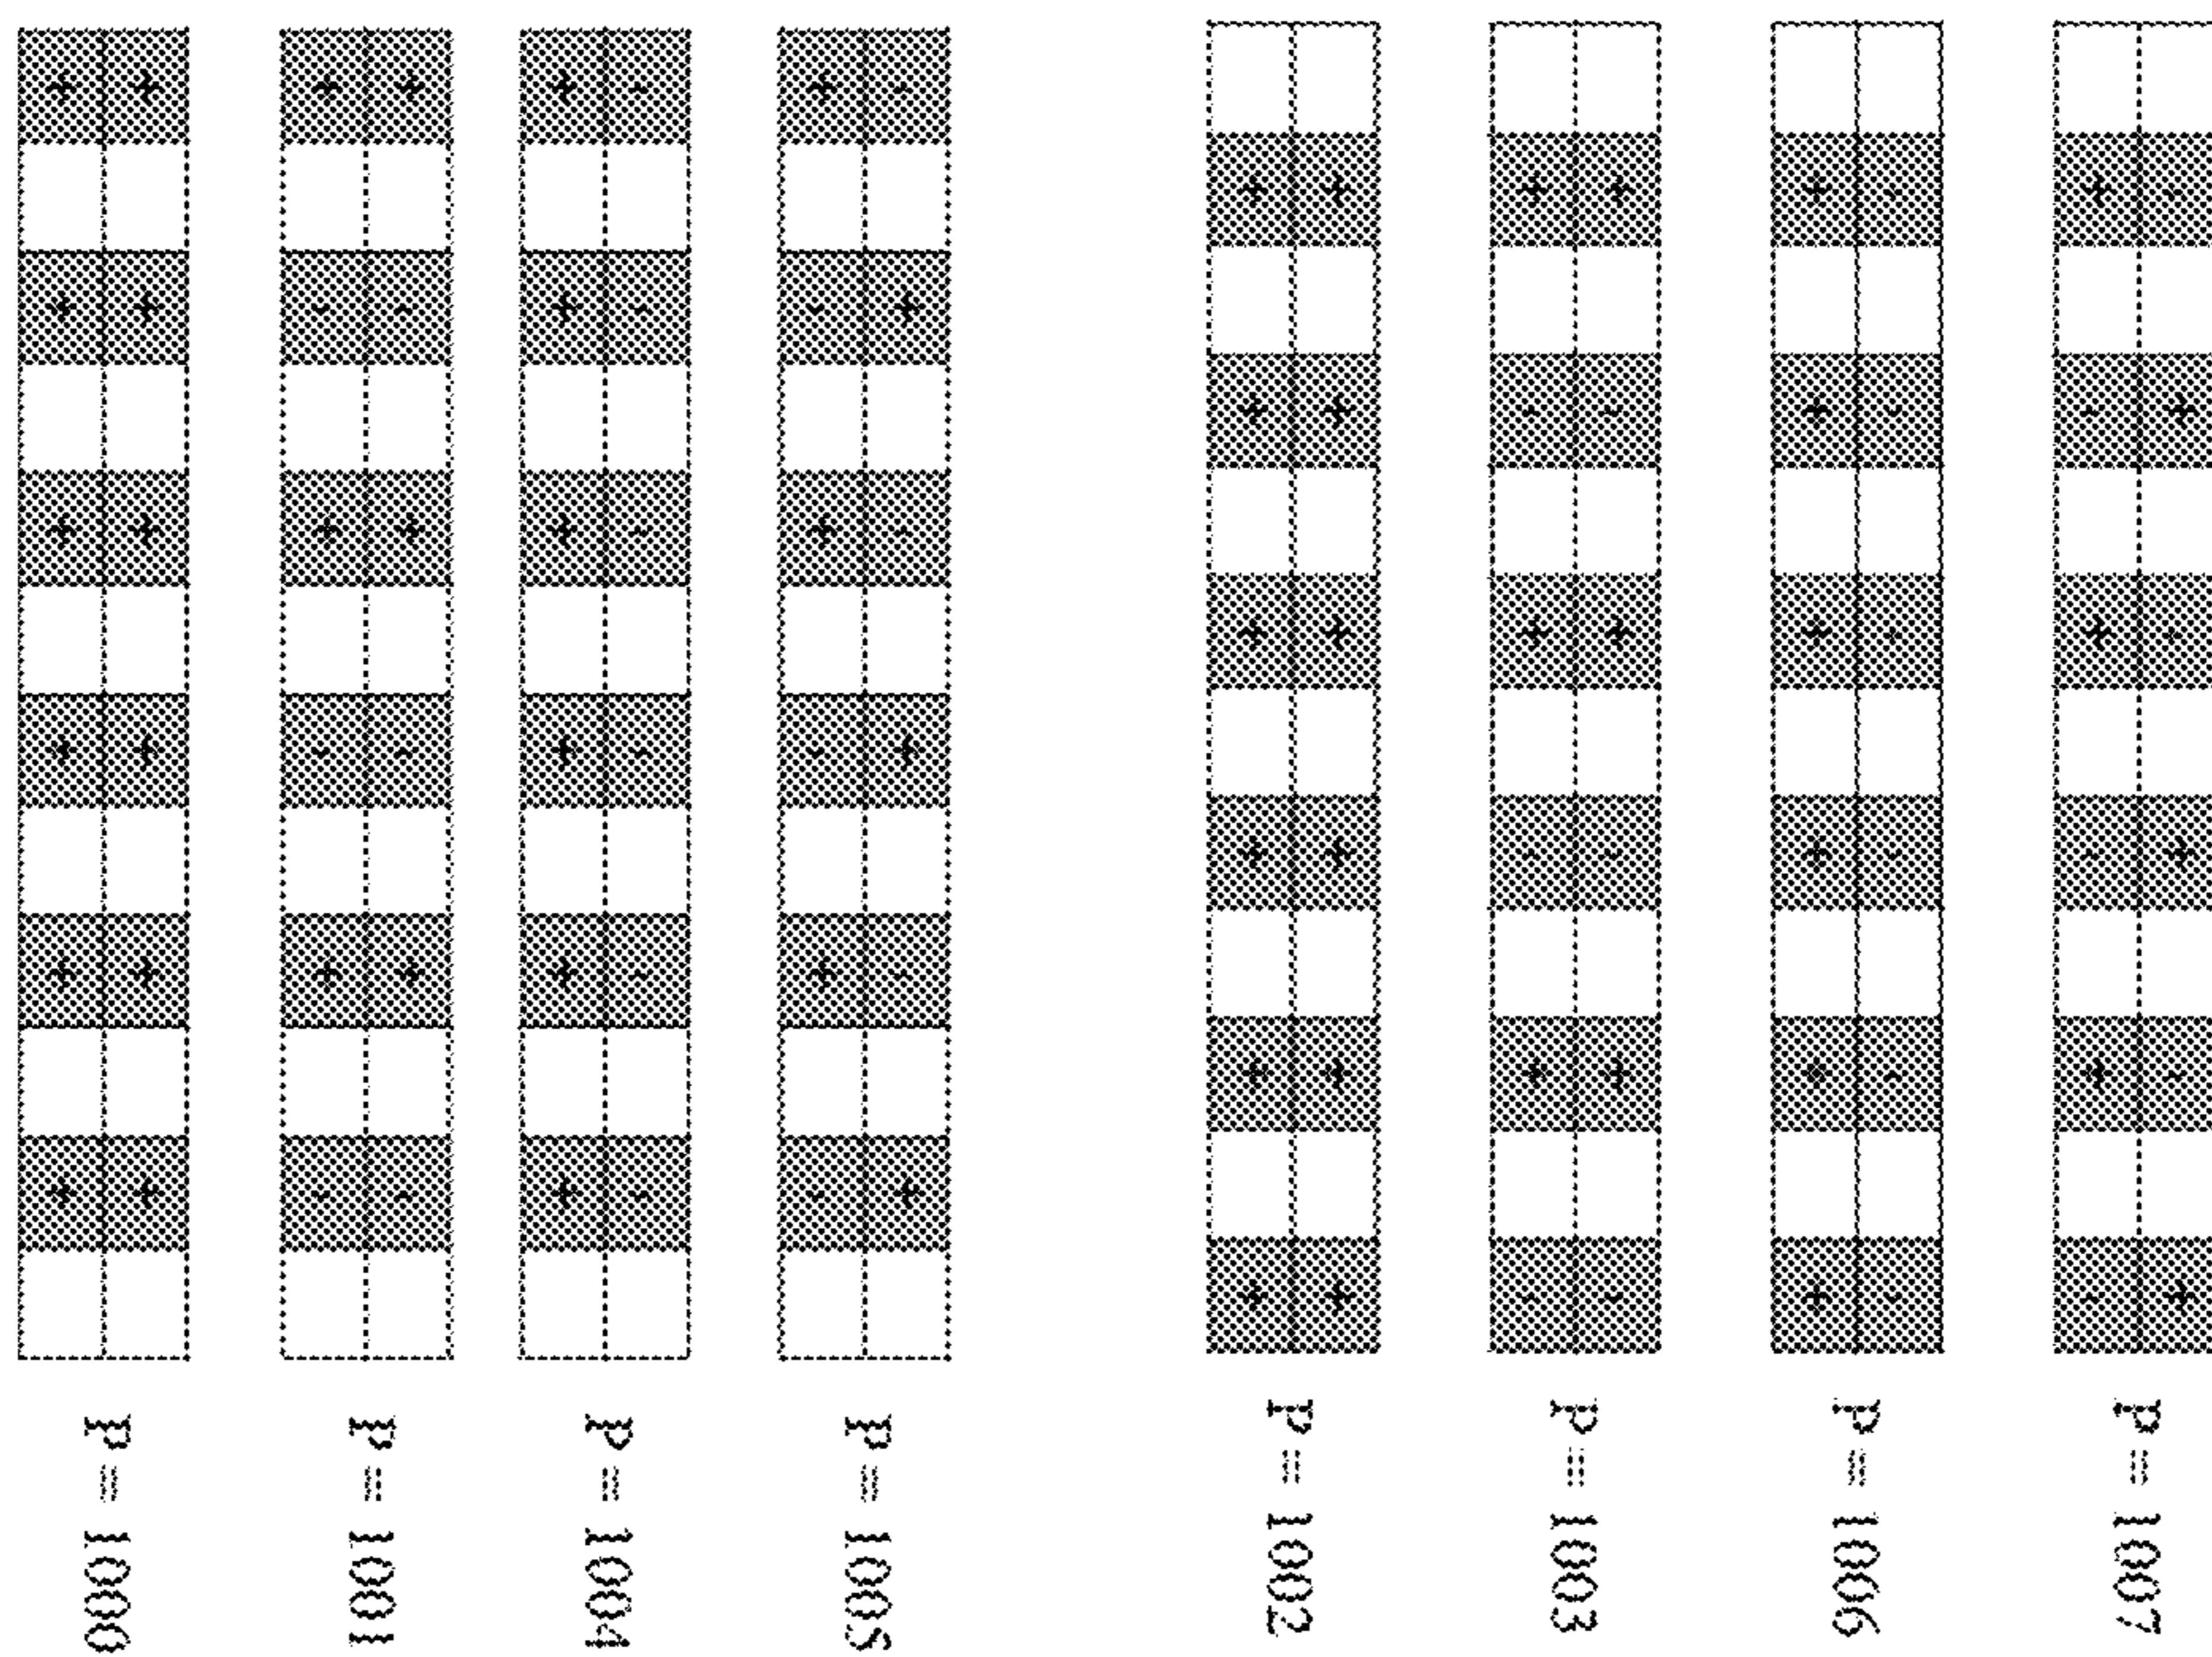 P = 1000
P = 1001
P = 1004
P = 1005
P = 1002
P = 1003
P = 1006
P = 1007